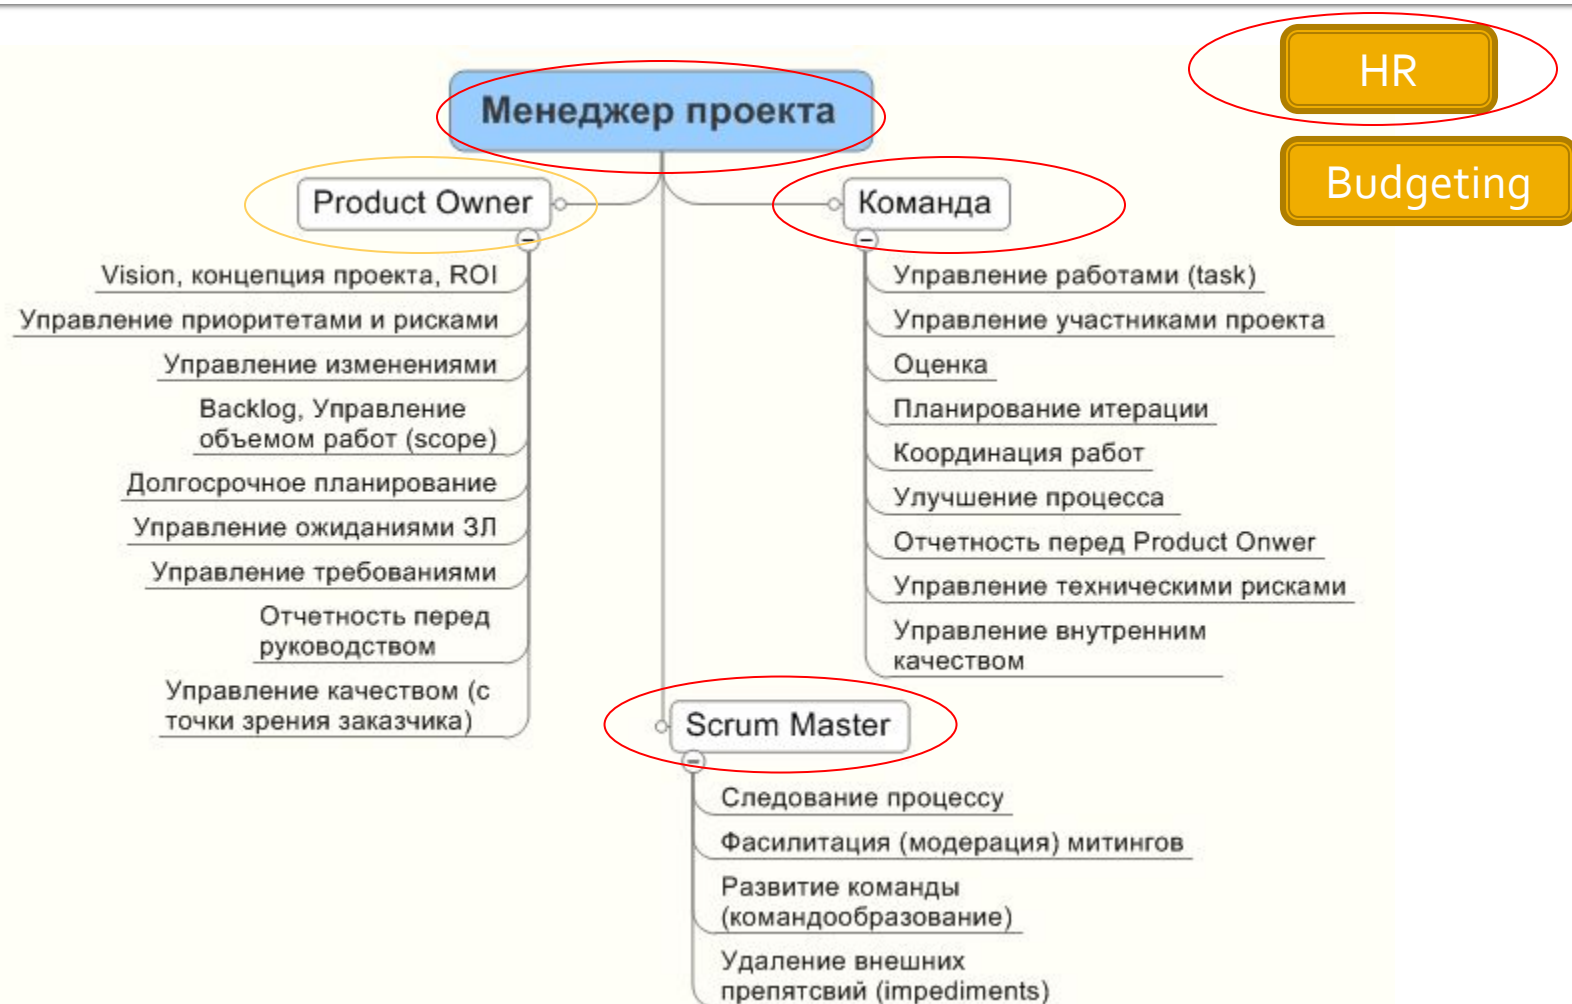 HR
Budgeting
Менеджер проекта
Product Owner
Vision, концепция проекта, ROI
Управление приоритетами и рисками
Управление изменениями
Backlog, Управление
объемом работ (scope)
Долгосрочное планирование
Управление ожиданиями ЗЛ
Управление требованиями
Отчетность перед
руководством
Управление качеством (с
точки зрения заказчика)
Команда
Управление работами (task)
Управление участниками проекта
Оценка
Планирование итерации
Координация работ
Улучшение процесса
Отчетность перед Product Onwer
Управление техническими рисками
Управление внутренним
качеством
Scrum Master
Следование процессу
Фасилитация (модерация) митингов
Развитие команды
(командообразование)
Удаление внешних
препятсвий (impediments)